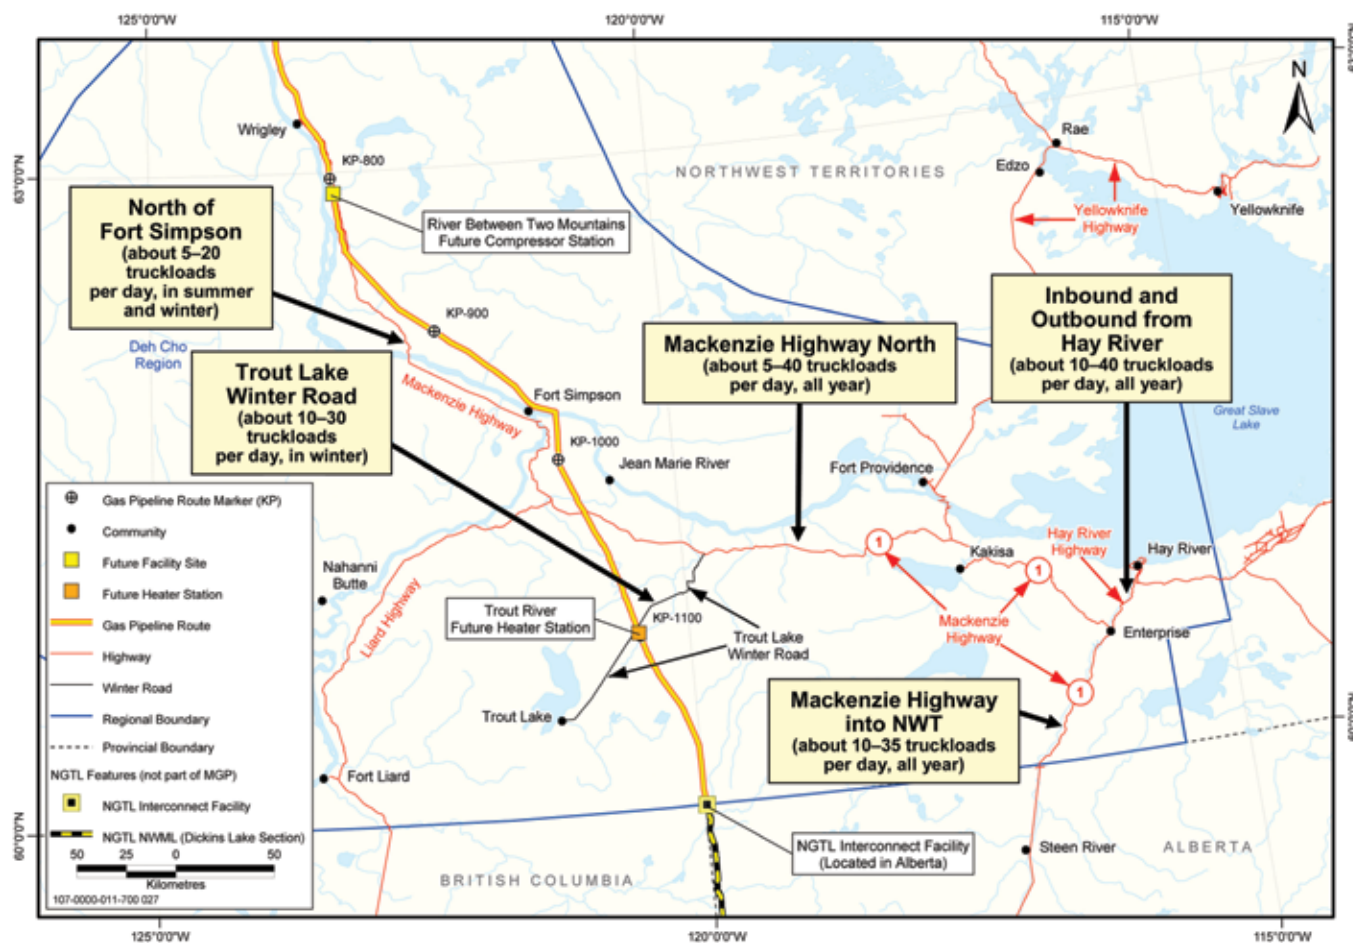 125°0'0"W
120°0'0"W
115°0'0"W
N
Wrigley
KP-800
Rae
Edzo
NORTHWEST TERRITORIES
63°0'0"N
Yellowknife
Yellowknife
Highway
North of
Fort Simpson
(about 5–20
truckloads
per day, in summer
and winter)
River Between Two Mountains
Future Compressor Station
KP-900
Inbound and
Outbound from
Hay River
(about 10–40 truckloads
per day, all year)
Mackenzie Highway North
(about 5–40 truckloads
per day, all year)
Deh Cho
Region
Trout Lake
Winter Road
(about 10–30
truckloads
per day, in winter)
Mackenzie Highway
Fort Simpson
Great Slave
Lake
KP-1000
Jean Marie River
Fort Providence
Gas Pipeline Route Marker (KP)
Community
Future Facility Site
Future Heater Station
Gas Pipeline Route
Highway
Winter Road
Regional Boundary
Provincial Boundary
NGTL Features (not part of MGP)
NGTL Interconnect Facility
NGTL NWML (Dickins Lake Section)
50 25 0 50
Kilometres
107-0000-011-700 027
Nahanni
Butte
Liard Highway
1
Kakisa
1
Hay River
Highway
Hay River
Trout River
Future Heater Station
KP-1100
Trout Lake
Winter Road
Mackenzie
Highway
Enterprise
1
Trout Lake
Mackenzie Highway
into NWT
(about 10–35 truckloads
per day, all year)
Fort Liard
60°0'0"N
NGTL Interconnect Facility
(Located in Alberta)
Steen River
ALBERTA
BRITISH COLUMBIA
125°0'0"W
120°0'0"W
115°0'0"W